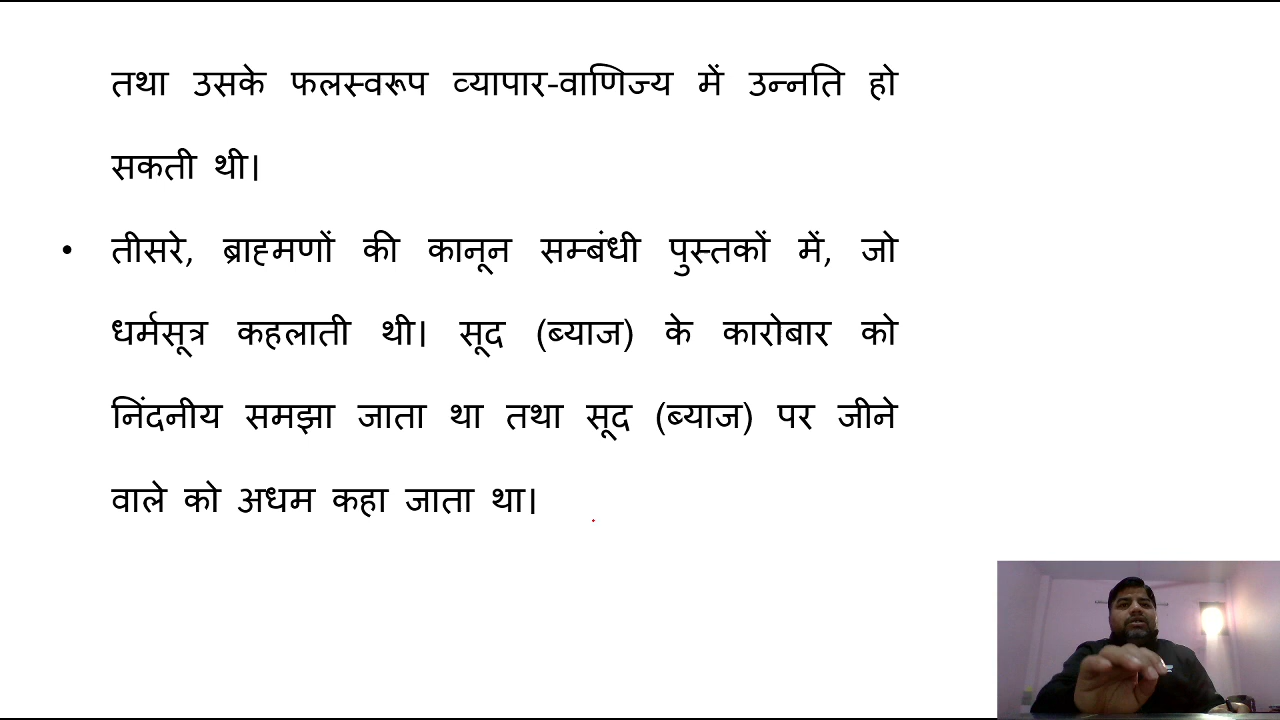 तथा उसके फलस्वरूप व्यापार-वाणिज्य में उन्नति हो
सकती थी।
• तीसरे, ब्राह्मणों की कानून सम्बंधी पुस्तकों में, जो
धर्मसूत्र कहलाती थी। सूद (ब्याज) के कारोबार को
निंदनीय समझा जाता था तथा सूद (ब्याज) पर जीने
वाले को अधम कहा जाता था।